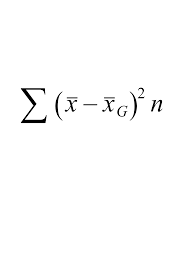 ∑ (x̄ − x̄_G)² n